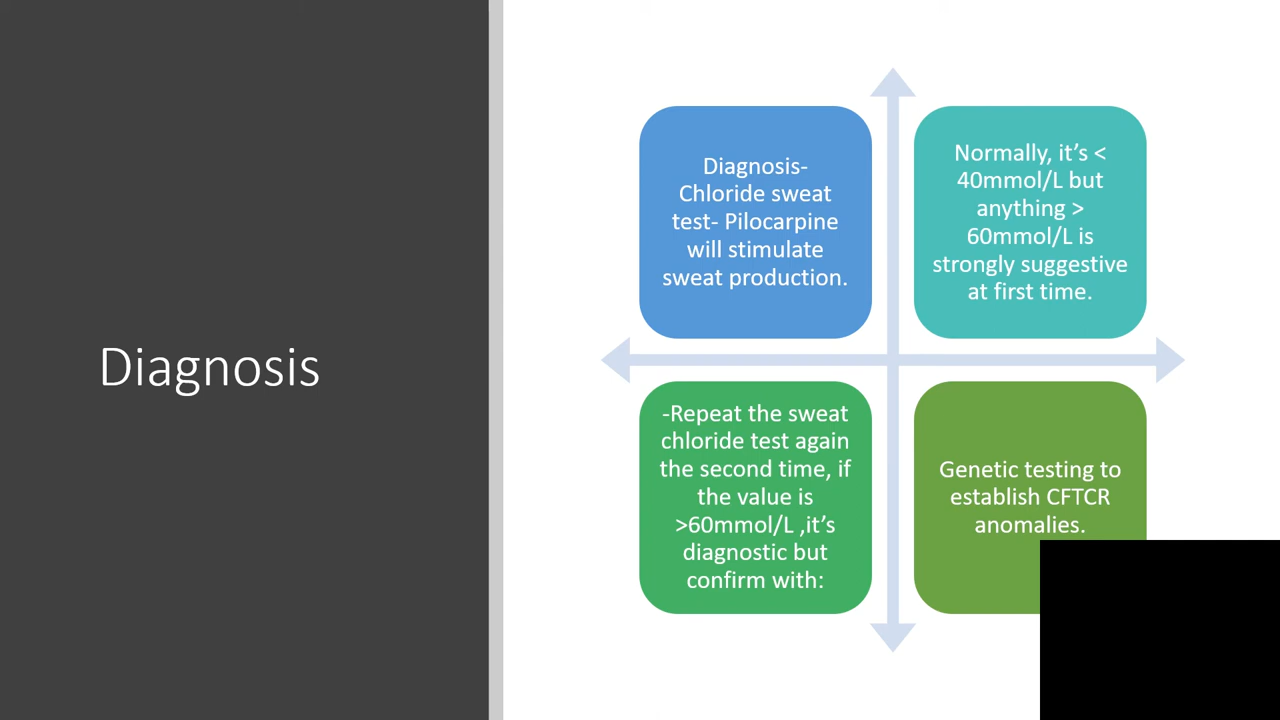 Diagnosis
Diagnosis-
Chloride sweat
test- Pilocarpine
will stimulate
sweat production.
Normally, it's <
40mmol/L but
anything >
60mmol/L is
strongly suggestive
at first time.
-Repeat the sweat
chloride test again
the second time, if
the value is
>60mmol/L ,it's
diagnostic but
confirm with:
Genetic testing to
establish CFTCR
anomalies.